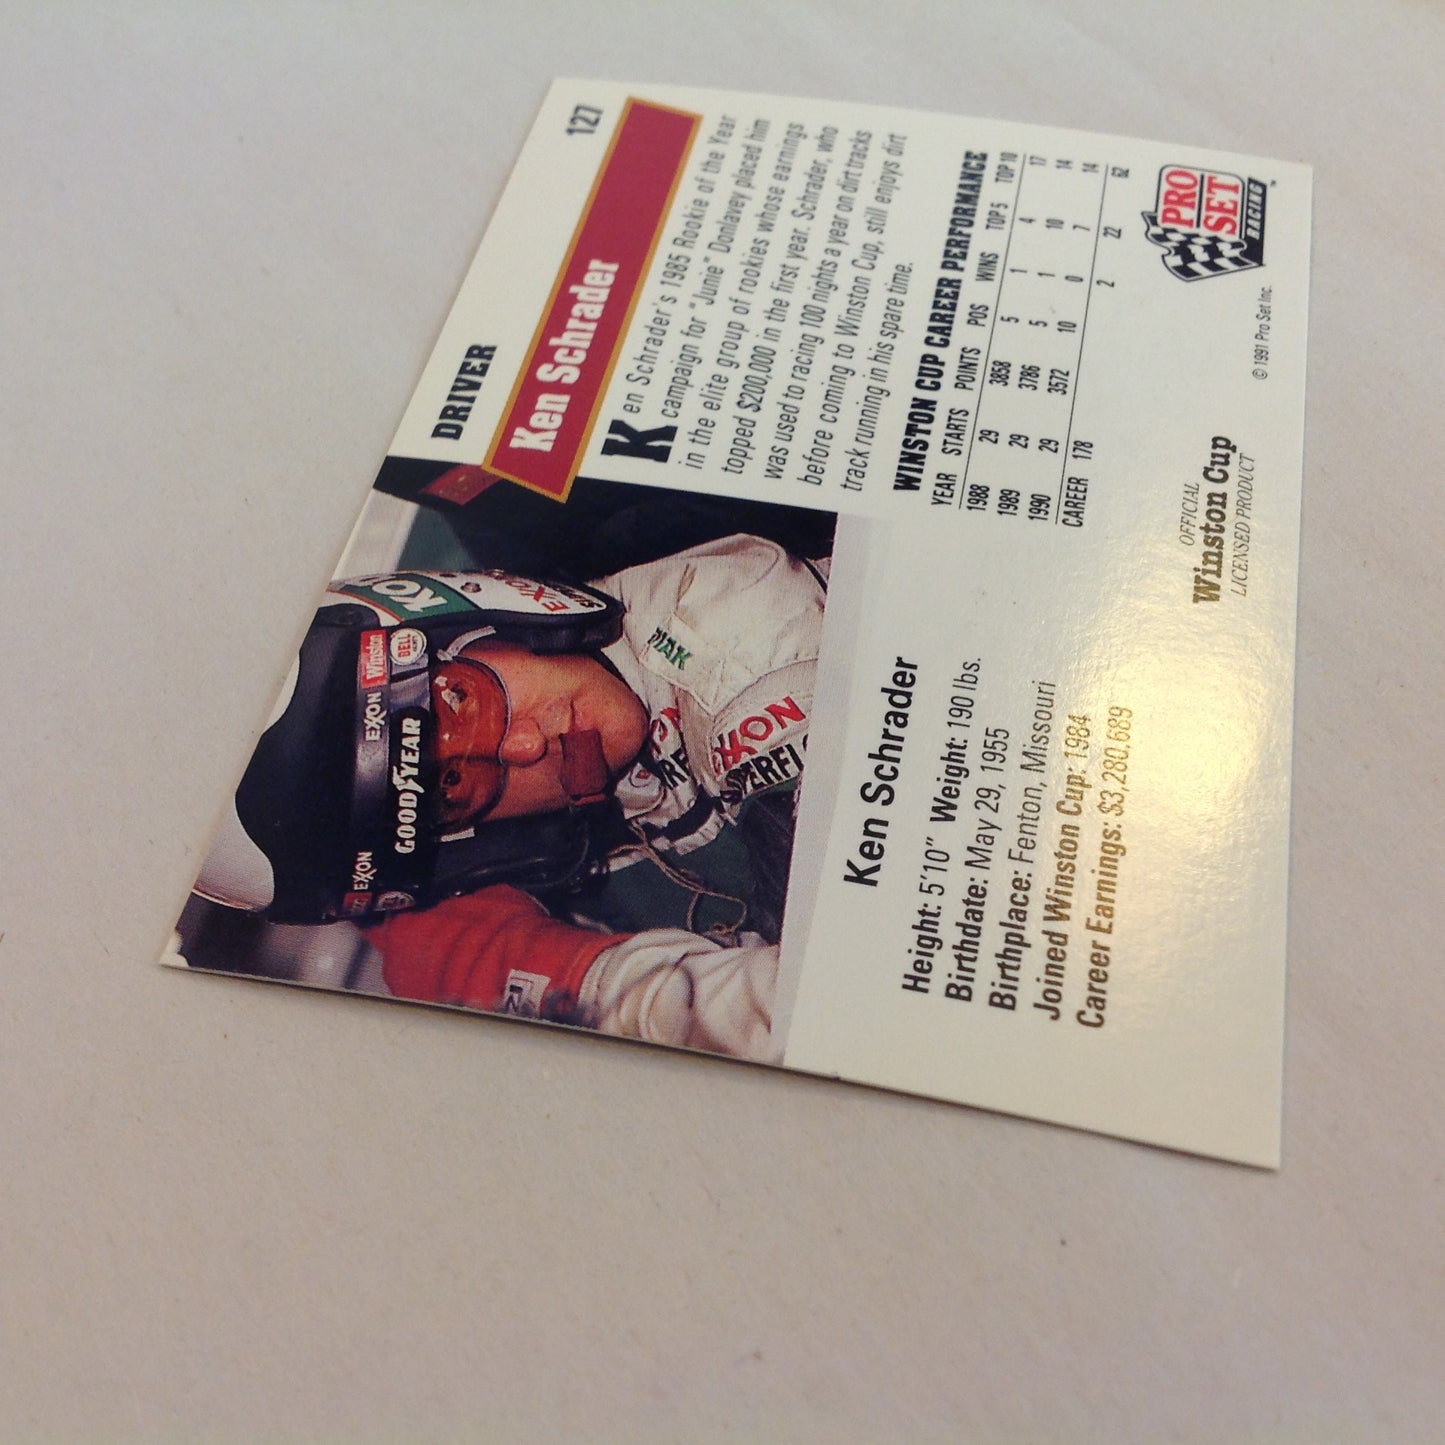 DRIVER
127
Ken Schrader
Ken Schrader's 1985 Rookie of the Year
campaign for "Junie" Donlavey placed him
in the elite group of rookies whose earnings
topped $200,000 in the first year. Schrader, who
was used to racing 100 nights a year on dirt tracks
before coming to Winston Cup, still enjoys dirt
track running in his spare time.
WINSTON CUP CAREER PERFORMANCE
YEAR STARTS POINTS POS WINS TOP 5 TOP 10
1988 29 3858 5 1 4 17
1989 29 3786 5 1 10 14
1990 29 3572 10 0 7 14
CAREER 178 2 22 62
OFFICIAL
Winston Cup
LICENSED PRODUCT
© 1991 Pro Set Inc.
PRO
SET
RACING
™
KO
EXXON
EXXON
Winston
BELL
GOODYEAR
EXXON
EXXON
Ken Schrader
Height: 5'10" Weight: 190 lbs.
Birthdate: May 29, 1955
Birthplace: Fenton, Missouri
Joined Winston Cup: 1984
Career Earnings: $3,280,689